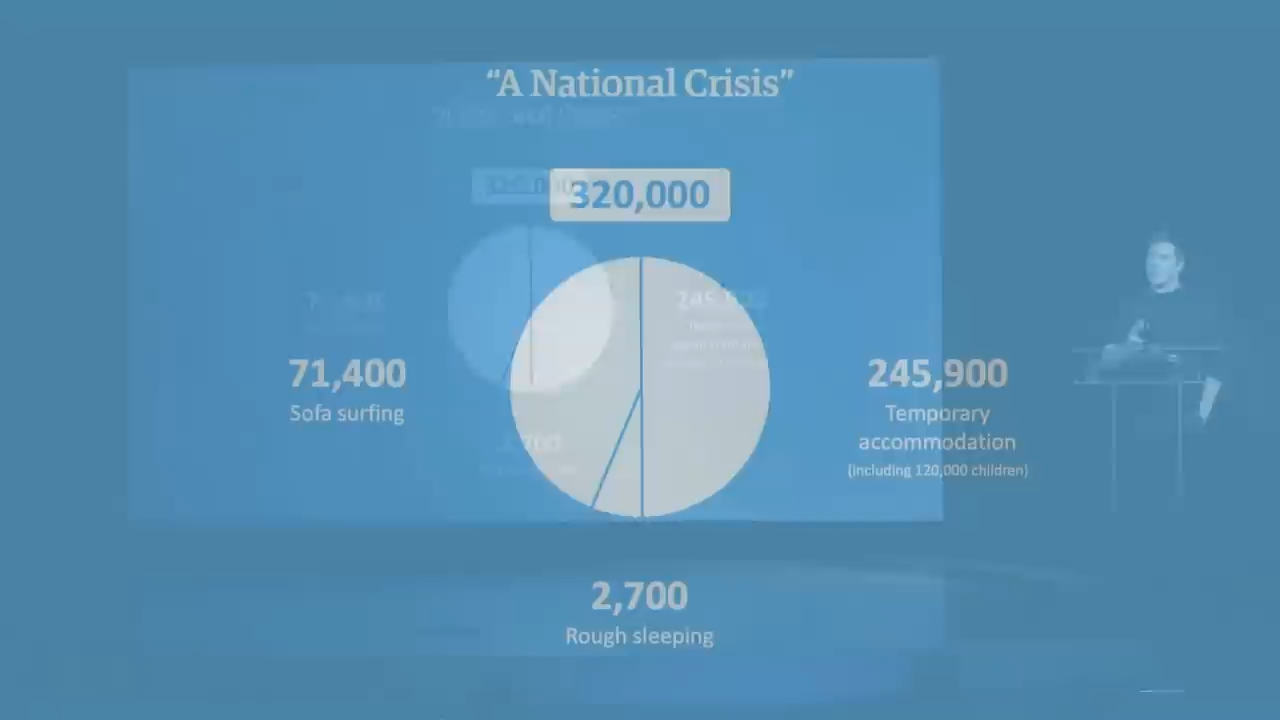 “A National Crisis”
320,000
71,400
Sofa surfing
245,900
Temporary
accommodation
(including 120,000 children)
2,700
Rough sleeping